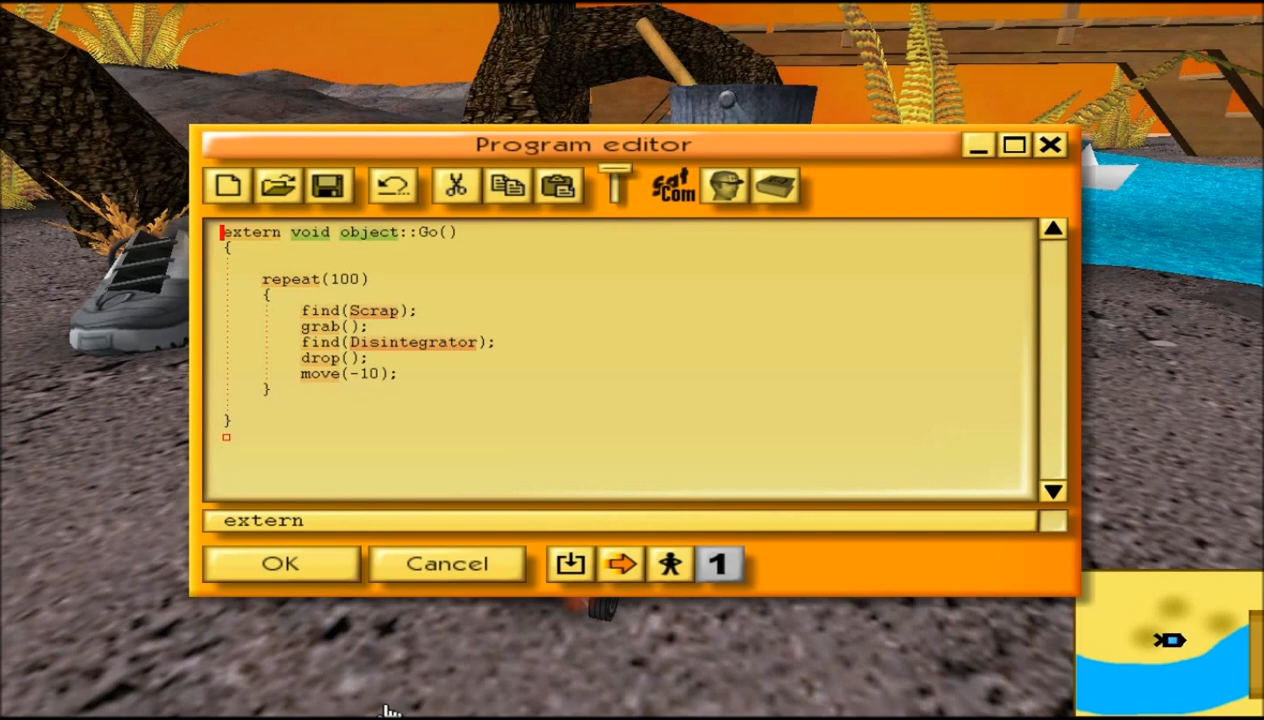 Program editor
sat
com
extern void object::Go()
{
repeat(100)
{
find(Scrap);
grab();
find(Disintegrator);
drop();
move(-10);
}
}
extern
OK
Cancel
1